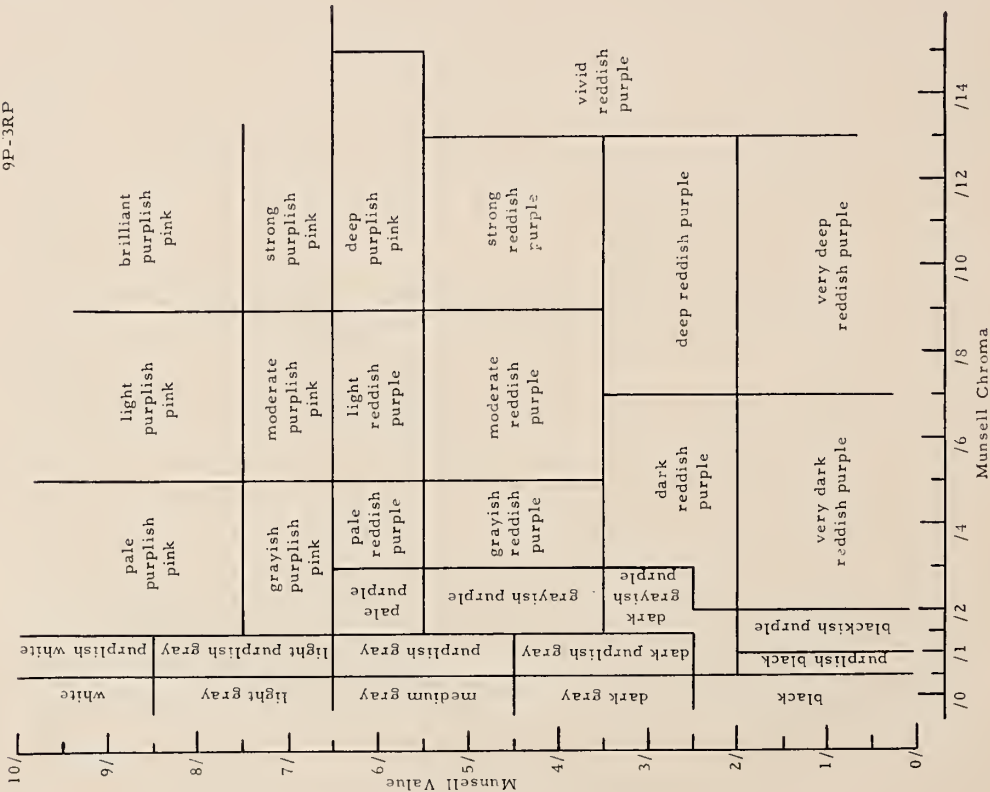 9P-3RP
brilliant
purplish
pink
strong
purplish
pink
deep
purplish
pink
strong
reddish
purple
vivid
reddish
purple
deep reddish purple
very deep
reddish purple
light
purplish
pink
moderate
purplish
pink
light
reddish
purple
moderate
reddish
purple
dark
reddish
purple
very dark
reddish purple
pale
purplish
pink
grayish
purplish
pink
pale
reddish
purple
grayish
reddish
purple
pale
purple
grayish purple
dark
grayish
purple
blackish purple
purplish white
light purplish gray
purplish gray
dark purplish gray
purplish black
white
light gray
medium gray
dark gray
black
10/
9/
8/
7/
6/
5/
4/
3/
2/
1/
0/
Munsell Value
/0
/1
/2
/4
/6
/8
/10
/12
/14
Munsell Chroma